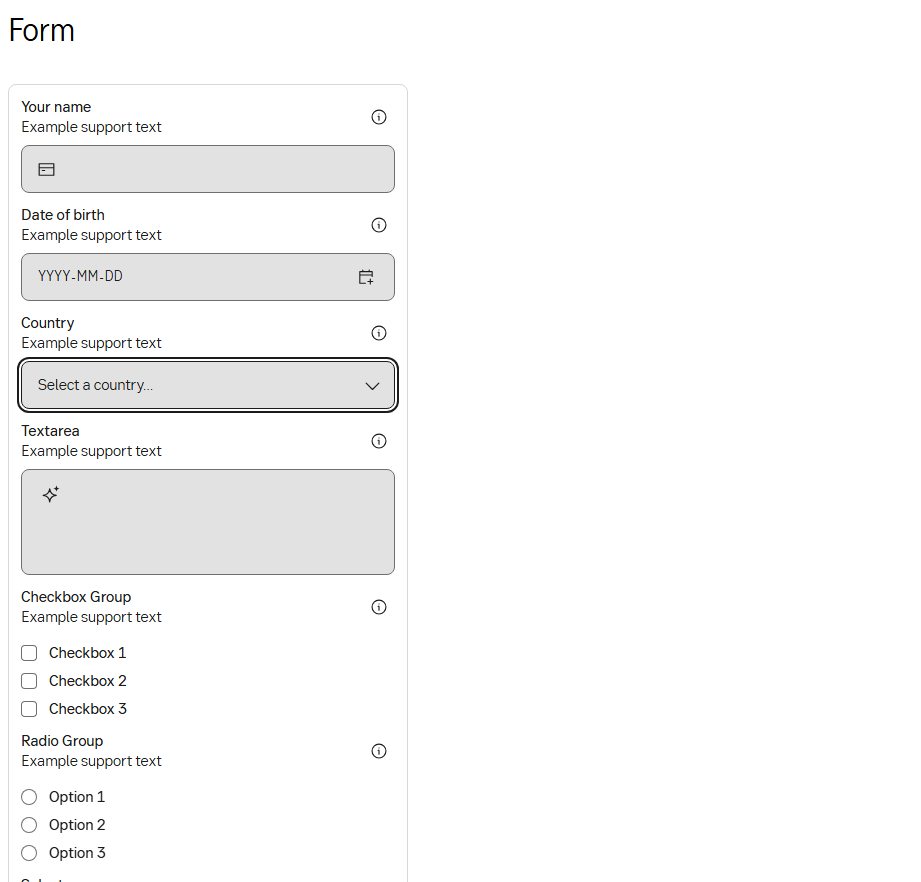 Form
Your name
Example support text
Date of birth
Example support text
YYYY-MM-DD
Country
Example support text
Select a country...
Textarea
Example support text
Checkbox Group
Example support text
Checkbox 1
Checkbox 2
Checkbox 3
Radio Group
Example support text
Option 1
Option 2
Option 3